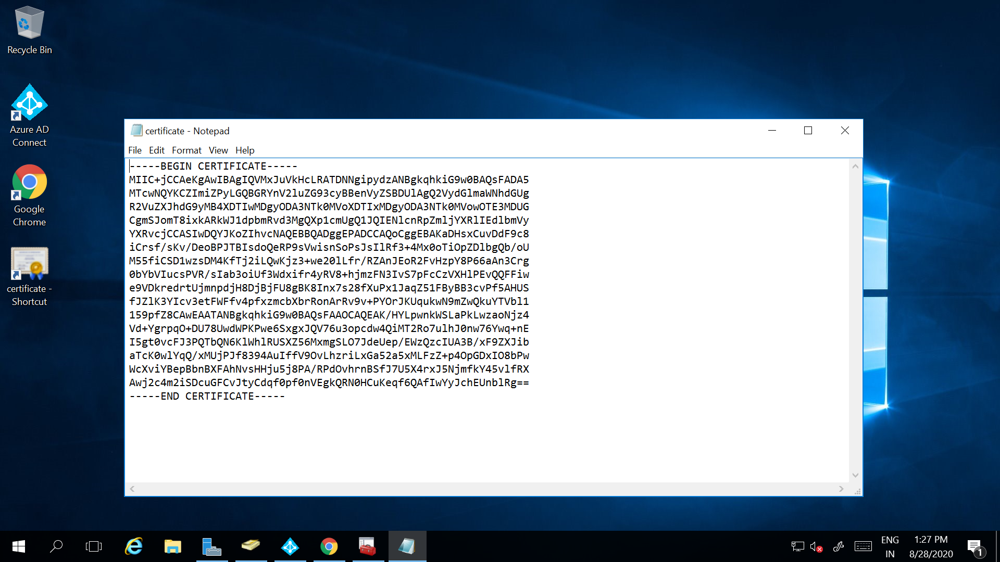 Recycle Bin
Azure AD
Connect
Google
Chrome
certificate -
Shortcut
certificate - Notepad
File Edit Format View Help
-----BEGIN CERTIFICATE-----
MIIC+jCCAeKgAwIBAgIQVMxJuVkHcLRATDNNgipydzANBgkqhkiG9w0BAQsFADA5
MTcwNQYKCZImiZPyLGQBGRYnV2luZG93cyBBenVyZSBDUlAgQ2VydGlmaWNhdGUg
R2VuZXJhdG9yMB4XDTIwMDgyODA3NTk0MVoXDTIxMDgyODA3NTk0MVowOTE3MDUG
CgmSJomT8ixkARkWJ1dpbmRvd3MgQXp1cmUgQ1JQIENlcnRpZmljYXRlIEdlbmVy
YXRvcjCCASIwDQYJKoZIhvcNAQEBBQADggEPADCCAQoCggEBAKaDHsxCuvDdF9c8
iCrsf/sKv/DeoBPJTBIsdoQeRP9sVwisnSoPsJsIlRf3+4Mx0oTiOpZDlbgQb/oU
M55fiCSD1wzsDM4KfTj2iLQwKjz3+we20lLfr/RZAnJEoR2FvHzpY8P66aAn3Crg
0bYbVIucsPVR/sIab3oiUf3Wdxifr4yRV8+hjmzFN3IvS7pFcCzVXHlPEvQQFFiw
e9VDkredrtUjmnpdjH8DjBjFU8gBK8Inx7s28fXuPx1JaqZ51FByBB3cvPf5AHUS
fJZlK3YIcv3etFWFfv4pfxzmcbXbrRonArRv9v+PYOrJKUqukwN9mZwQkuYTVbl1
159pfZ8CAwEAATANBgkqhkiG9w0BAQsFAAOCAQEAK/HYLpwnkWSLaPkLwzaoNjz4
Vd+YgrpqO+DU78UwdWPKPwe6SxgxJQV76u3opcdw4QiMT2Ro7ulhJ0nw76Ywq+nE
I5gt0vcFJ3PQTbQN6KlWhlRUSXZ56MxmgSLO7JdeUep/EWzQzcIUA3B/xF9ZXJib
aTcK0wlYqQ/xMUjPJf8394AuIffV9OvLhzriLxGa52a5xMLFzZ+p4OpGDxIO8bPw
WcXviYBepBbnBXFAhNvsHHju5j8PA/RPdOvhrnBSfJ7U5X4rxJ5NjmfkY45vlfRX
Awj2c4m2iSDcuGFCvJtyCdqf0pf0nVEgkQRN0HCuKeqf6QAfIwYyJchEUnblRg==
-----END CERTIFICATE-----
ENG
IN
1:27 PM
8/28/2020
1